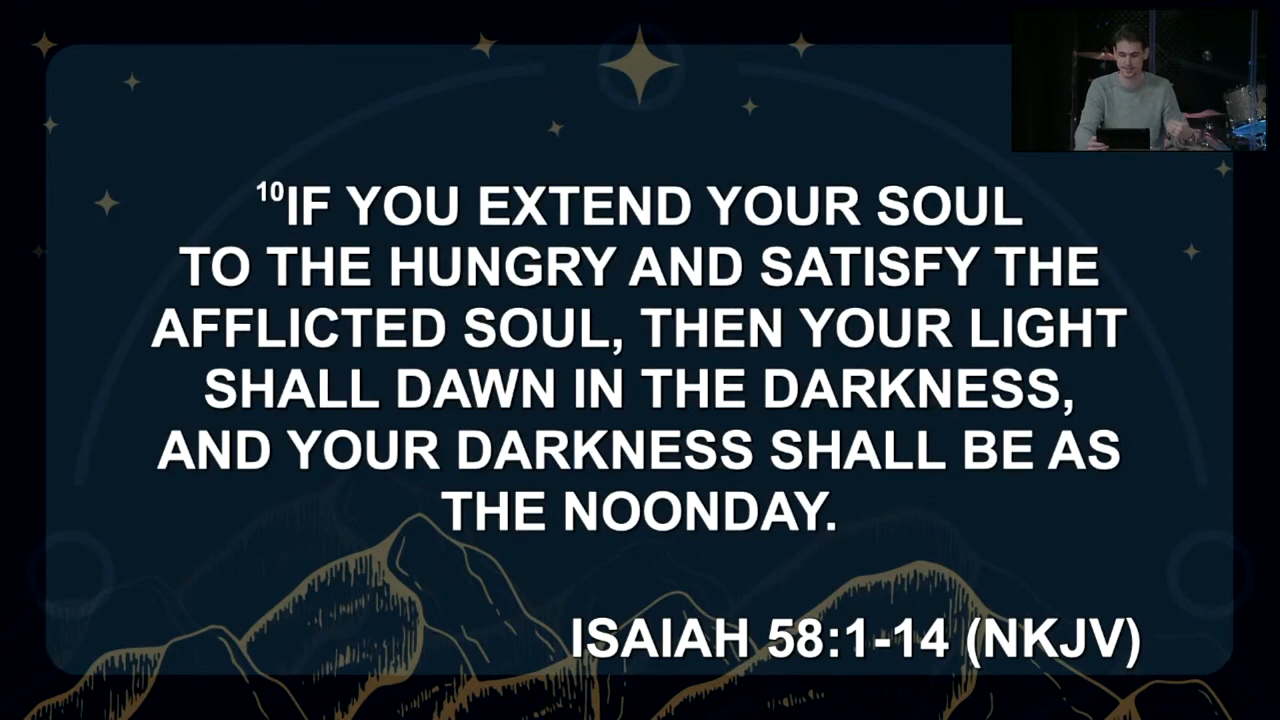 ¹⁰IF YOU EXTEND YOUR SOUL
TO THE HUNGRY AND SATISFY THE
AFFLICTED SOUL, THEN YOUR LIGHT
SHALL DAWN IN THE DARKNESS,
AND YOUR DARKNESS SHALL BE AS
THE NOONDAY.
ISAIAH 58:1-14 (NKJV)